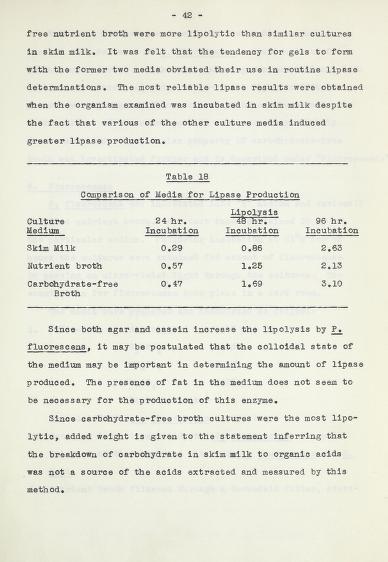 - 42 -
free nutrient broth were more lipolytic than similar cultures
in skim milk. It was felt that the tendency for gels to form
with the former two media obviated their use in routine lipase
determinations. The most reliable lipase results were obtained
when the organism examined was incubated in skim milk despite
the fact that various of the other culture media induced
greater lipase production.
Table 18
Comparison of Media for Lipase Production
Lipolysis
Culture 24 hr. 48 hr. 96 hr.
Medium Incubation Incubation Incubation
Skim Milk 0.29 0.86 2.63
Nutrient broth 0.57 1.25 2.13
Carbohydrate-free 0.47 1.69 3.10
Broth
Since both agar and casein increase the lipolysis by P.
fluorescens, it may be postulated that the colloidal state of
the medium may be important in determining the amount of lipase
produced. The presence of fat in the medium does not seem to
be necessary for the production of this enzyme.
Since carbohydrate-free broth cultures were the most lipo-
lytic, added weight is given to the statement inferring that
the breakdown of carbohydrate in skim milk to organic acids
was not a source of the acids extracted and measured by this
method.